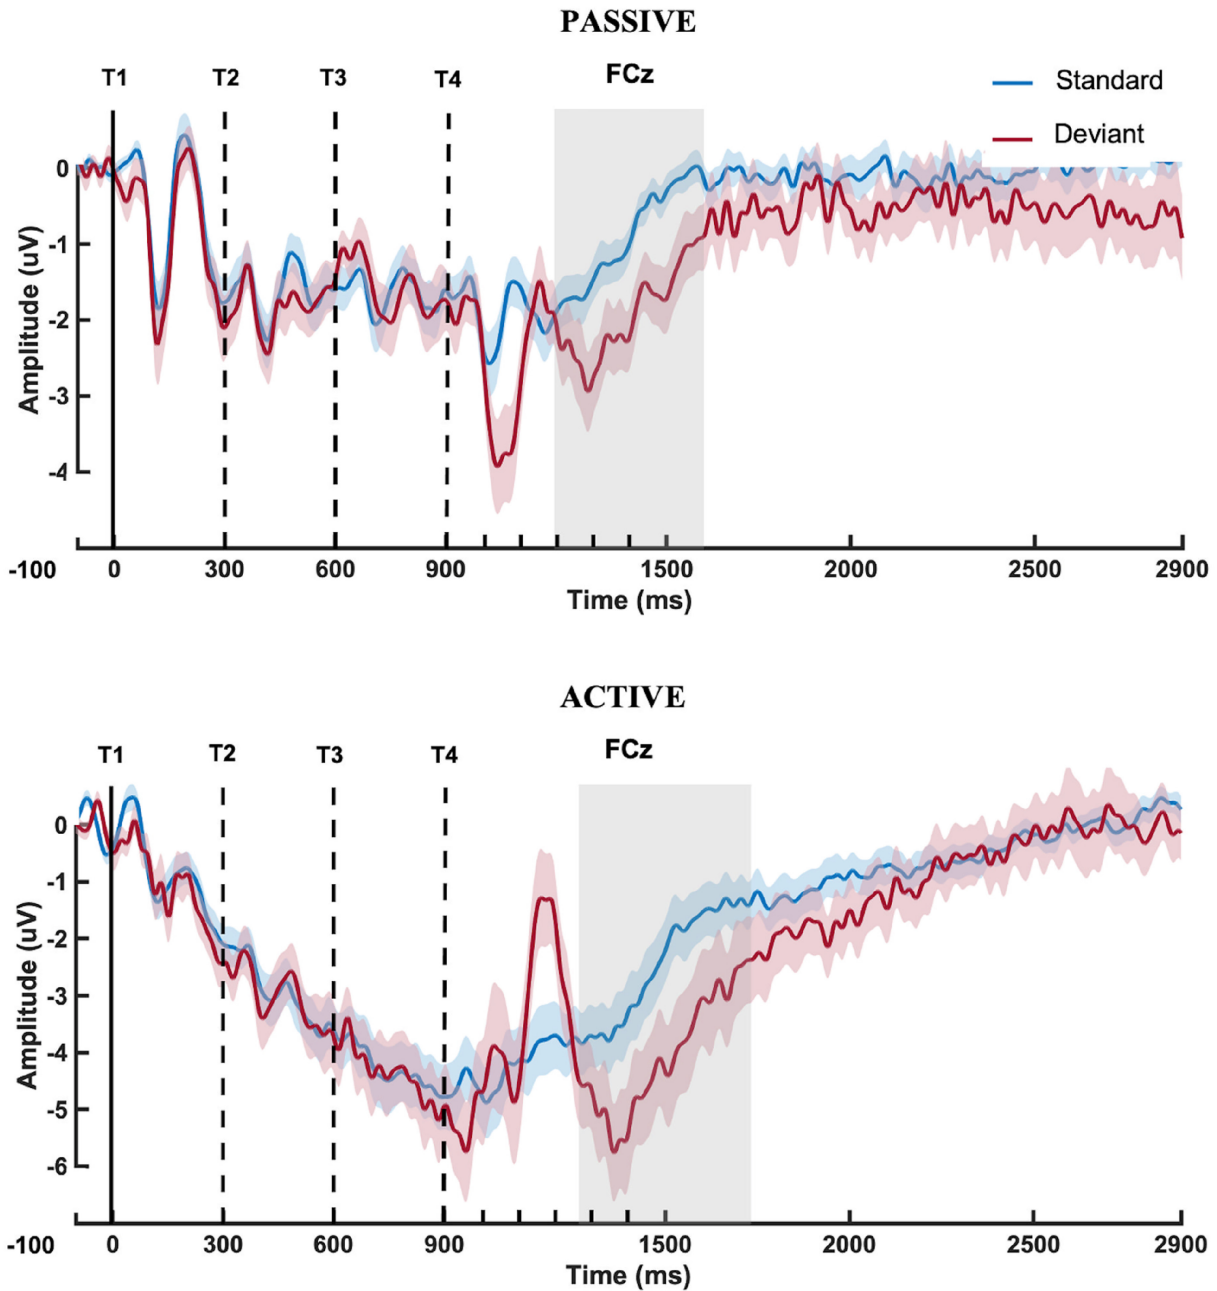 PASSIVE
T1 T2 T3 T4 FCz
Standard
Deviant
0
-1
-2
-3
-4
Amplitude (uV)
-100 0 300 600 900 1500 2000 2500 2900
Time (ms)
ACTIVE
T1 T2 T3 T4 FCz
0
-1
-2
-3
-4
-5
-6
Amplitude (uV)
-100 0 300 600 900 1500 2000 2500 2900
Time (ms)